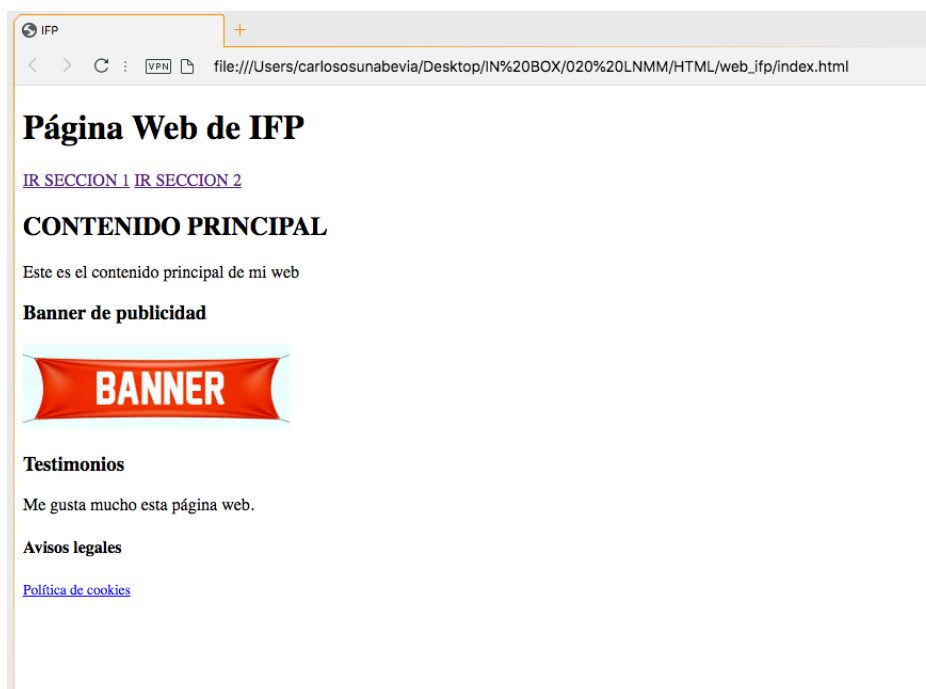 IFP
VPN file:///Users/carlososunabevia/Desktop/IN%20BOX/020%20LNMM/HTML/web_ifp/index.html
Página Web de IFP
IR SECCION 1 IR SECCION 2
CONTENIDO PRINCIPAL
Este es el contenido principal de mi web
Banner de publicidad
BANNER
Testimonios
Me gusta mucho esta página web.
Avisos legales
Política de cookies